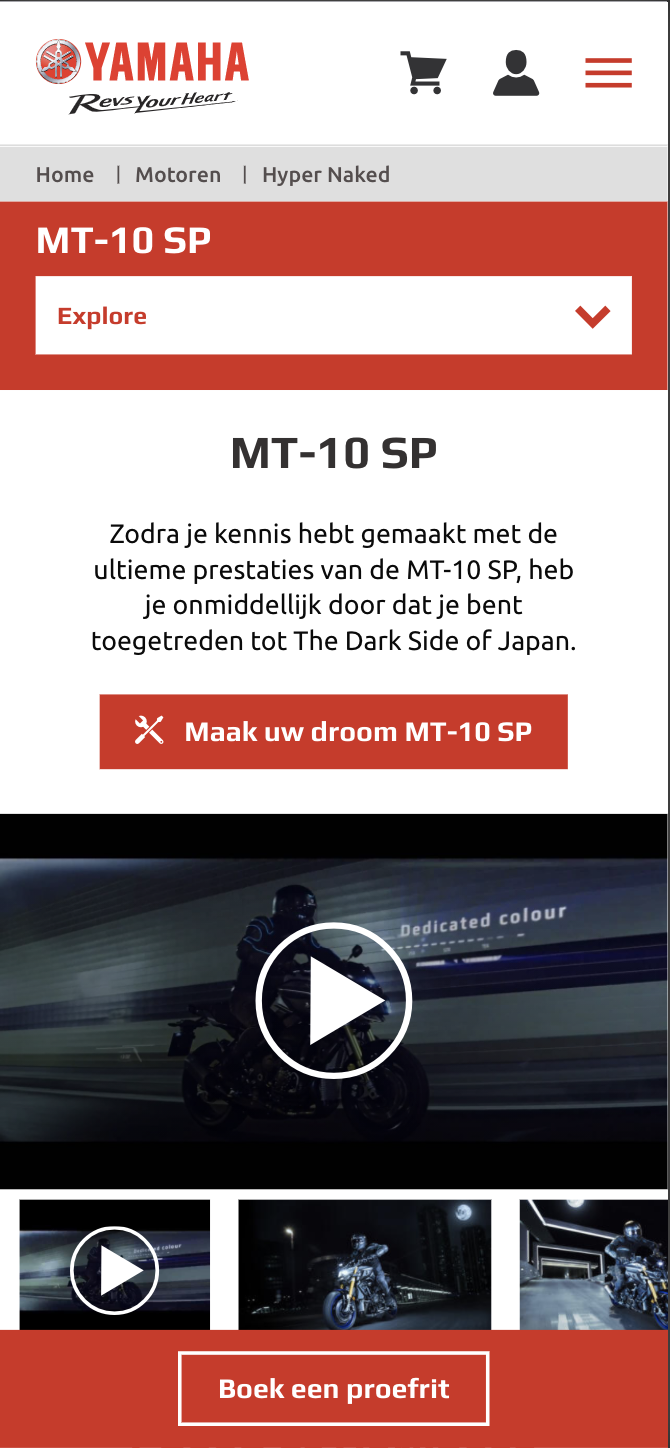 YAMAHA
Revs Your Heart
Home | Motoren | Hyper Naked
MT-10 SP
Explore
MT-10 SP
Zodra je kennis hebt gemaakt met de
ultieme prestaties van de MT-10 SP, heb
je onmiddellijk door dat je bent
toegetreden tot The Dark Side of Japan.
Maak uw droom MT-10 SP
Dedicated colour
Dedicated colour
Boek een proefrit